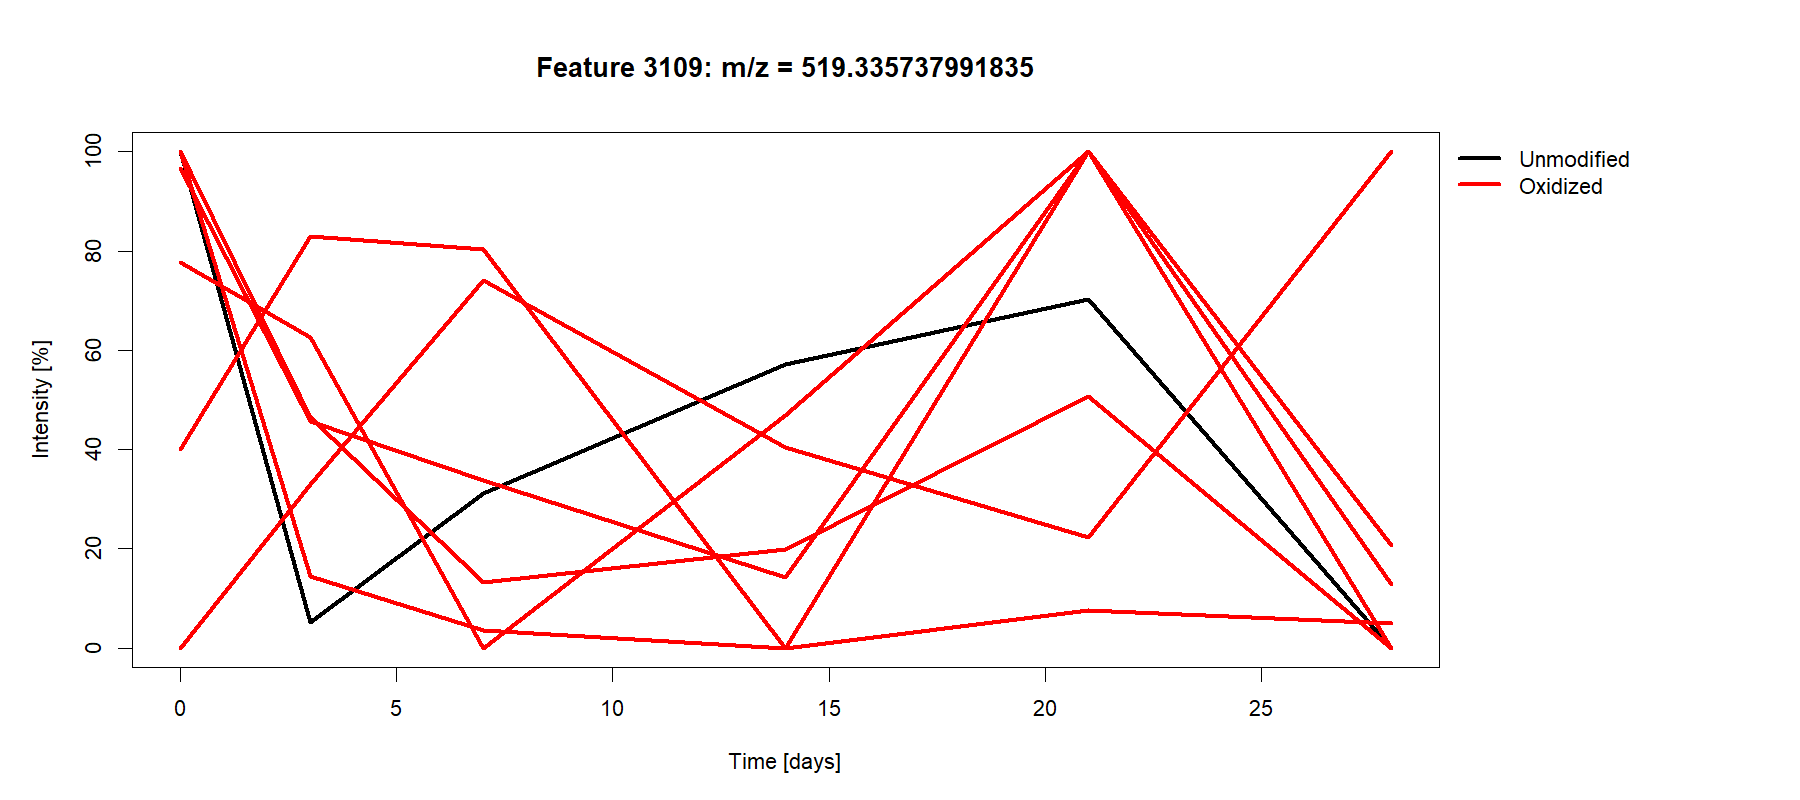 Feature 3109: m/z = 519.335737991835
Unmodified
Oxidized
100
80
60
40
20
0
Intensity [%]
0 5 10 15 20 25
Time [days]